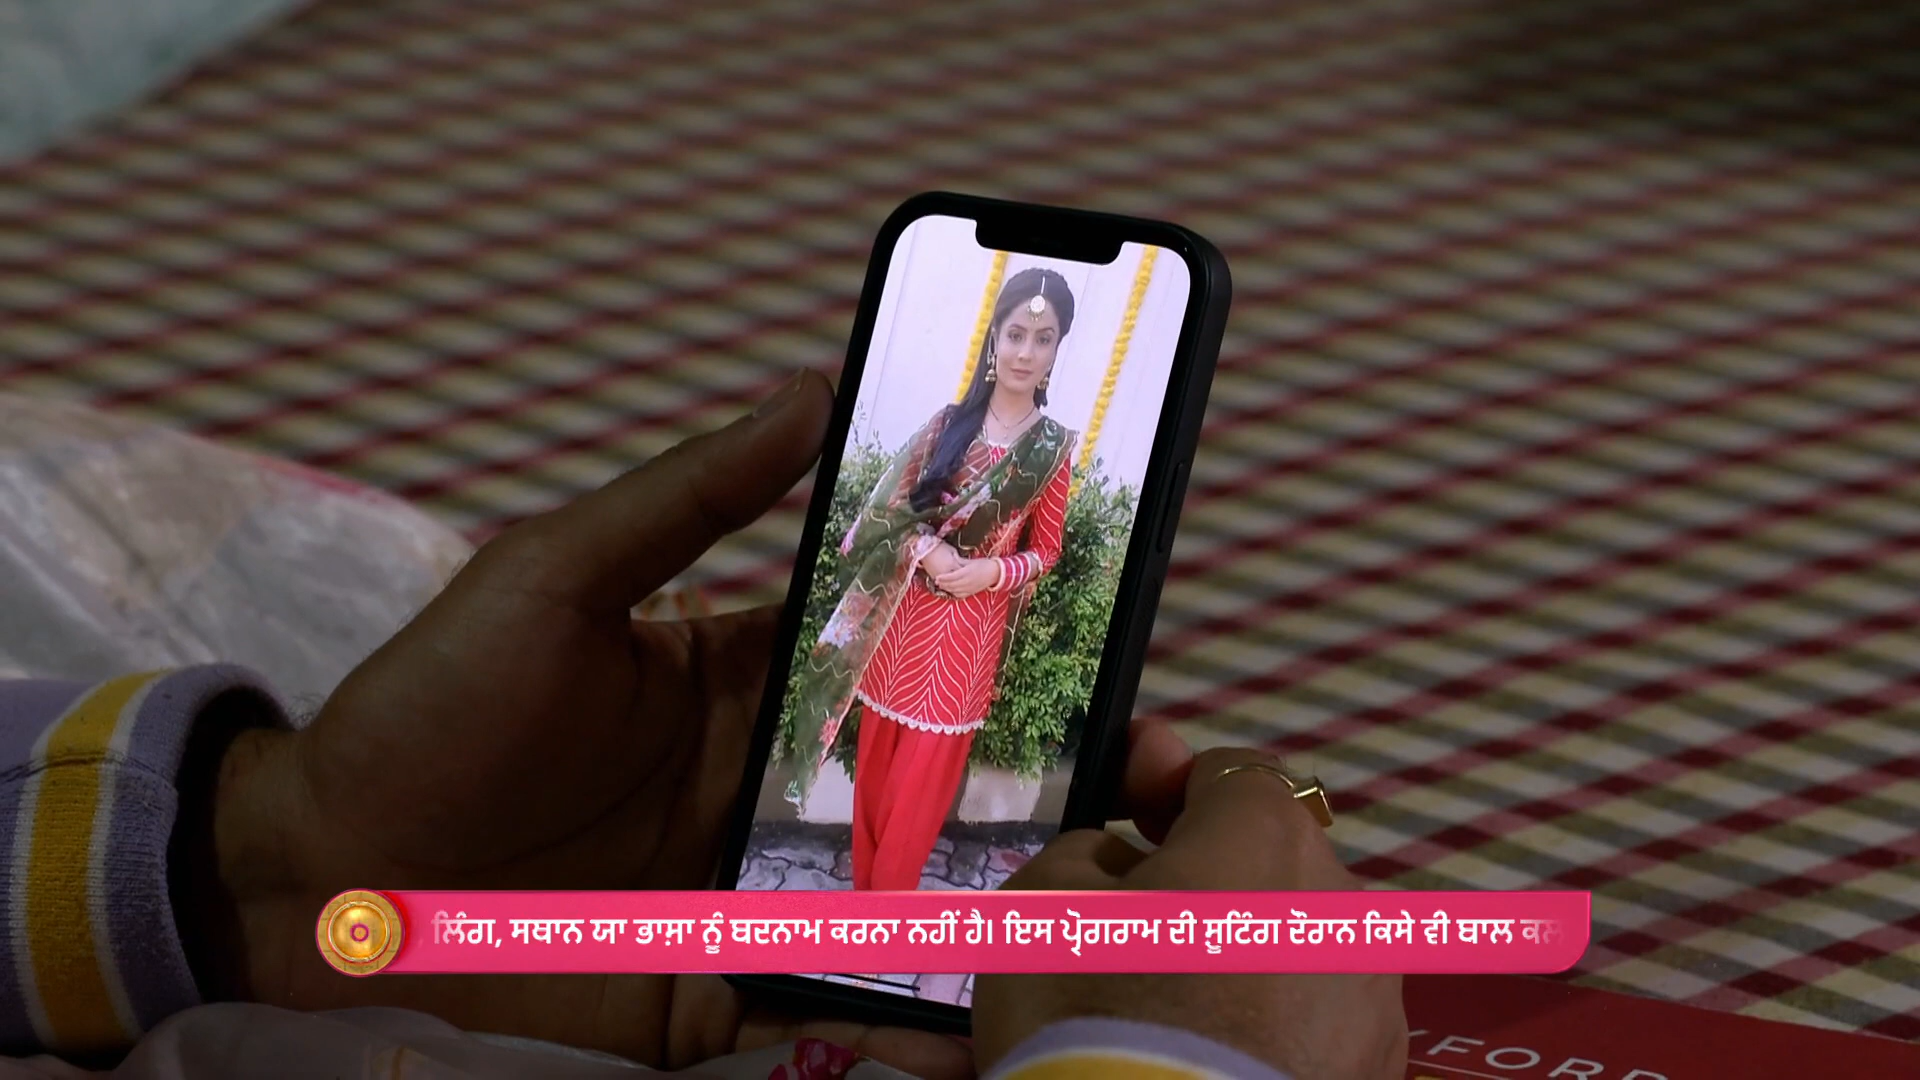 ਲਿੰਗ, ਸਥਾਨ ਯਾ ਭਾਸ਼ਾ ਨੂੰ ਬਦਨਾਮ ਕਰਨਾ ਨਹੀਂ ਹੈ। ਇਸ ਪ੍ਰੋਗਰਾਮ ਦੀ ਸ਼ੂਟਿੰਗ ਦੌਰਾਨ ਕਿਸੇ ਵੀ ਬਾਲ